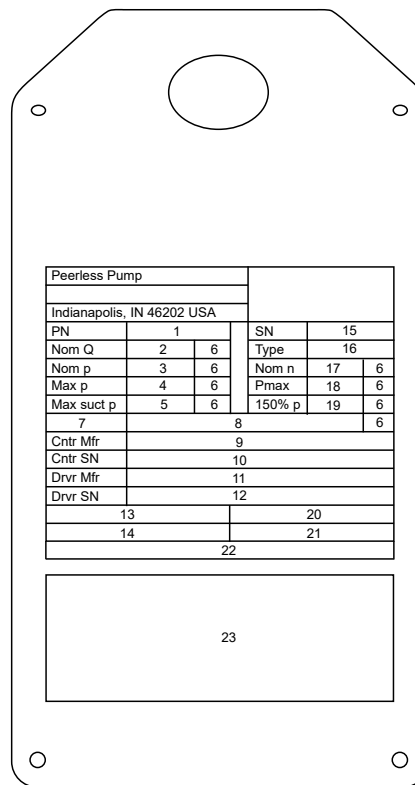 Peerless Pump
Indianapolis, IN 46202 USA
PN 1 SN 15
Nom Q 2 6 Type 16
Nom p 3 6 Nom n 17 6
Max p 4 6 Pmax 18 6
Max suct p 5 6 150% p 19 6
7 8 6
Cntr Mfr 9
Cntr SN 10
Drvr Mfr 11
Drvr SN 12
13 20
14 21
22
23